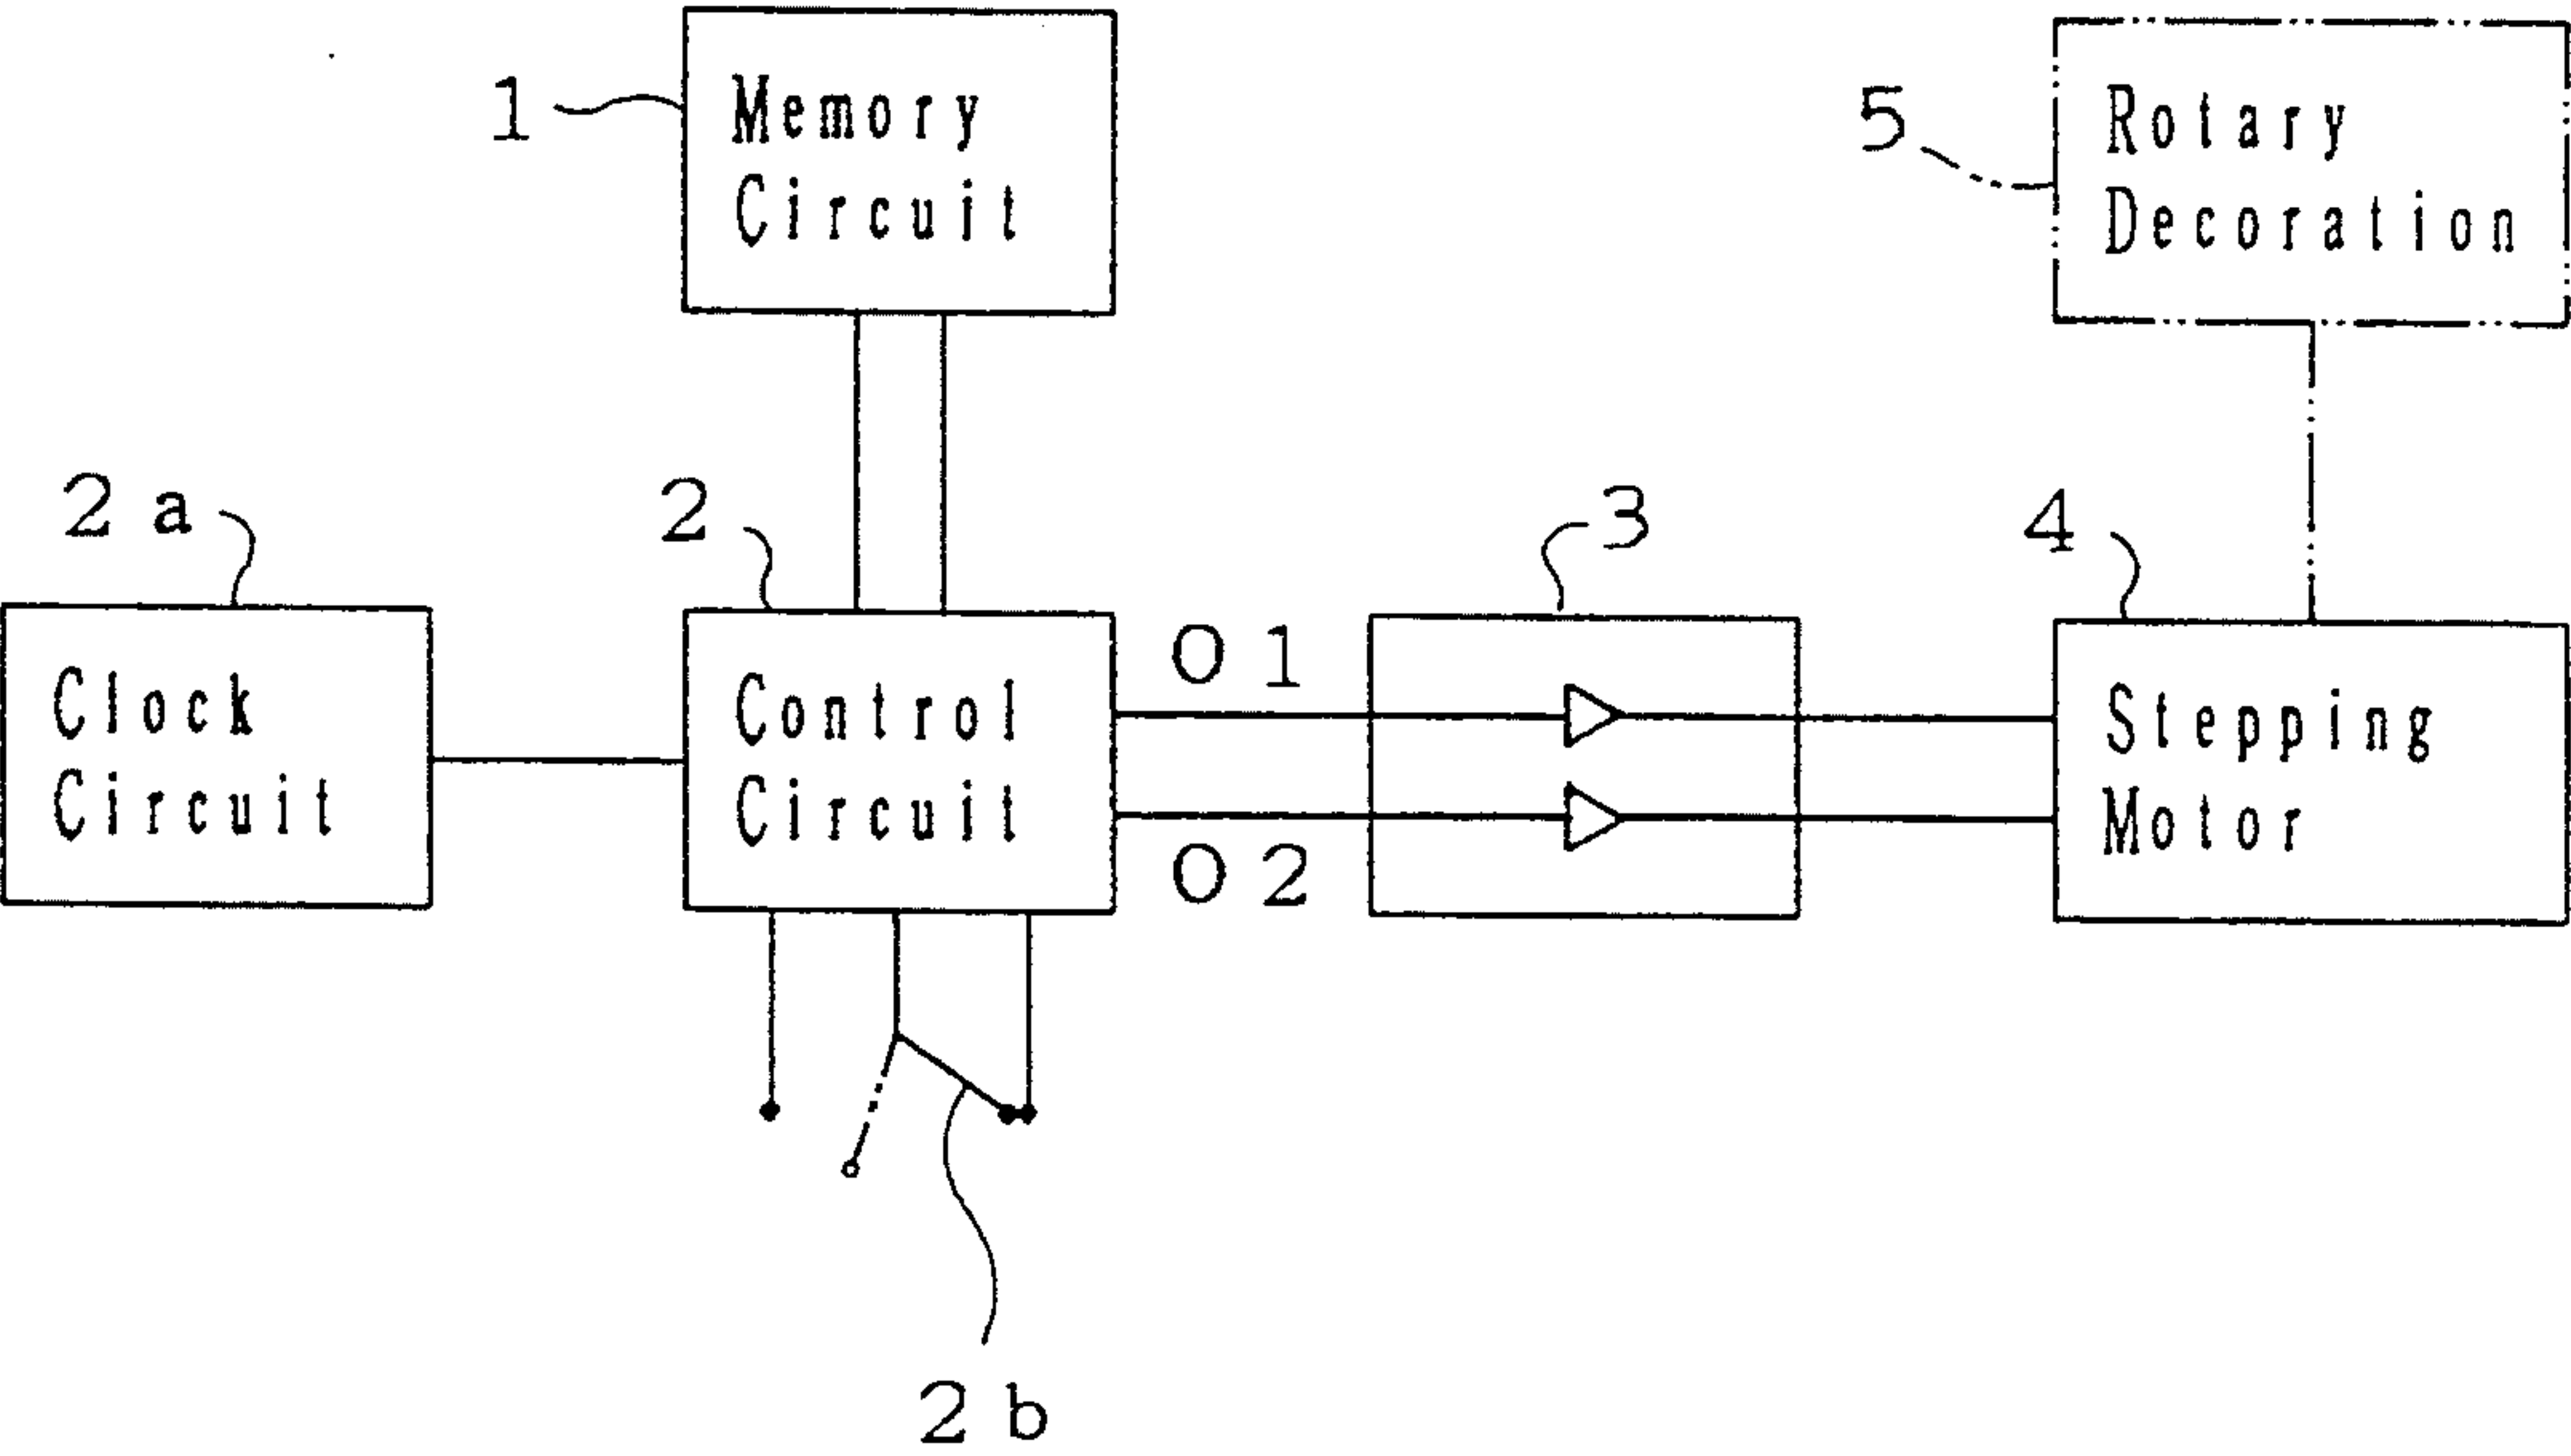 1
Memory
Circuit
5
Rotary
Decoration
2a
Clock
Circuit
2
Control
Circuit
O1
O2
3
4
Stepping
Motor
2b